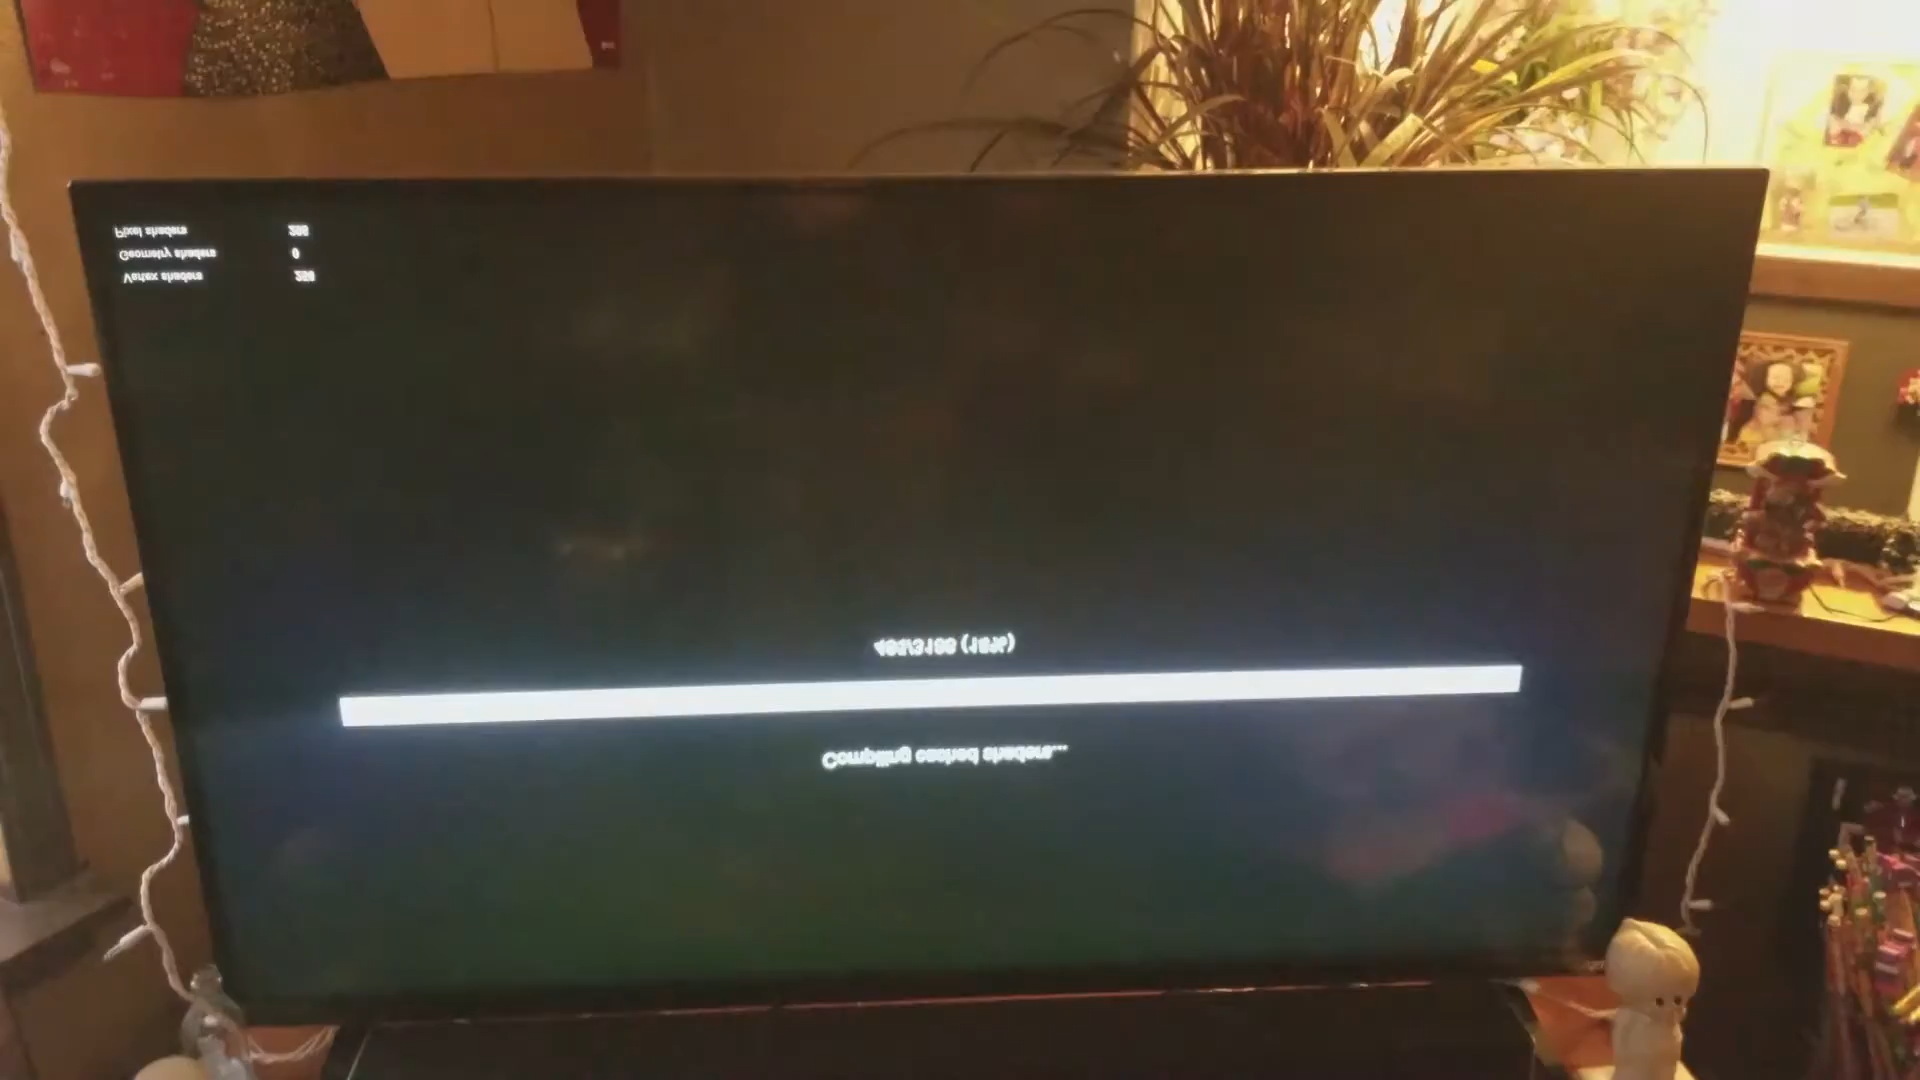 Pixel shaders
Geometry shaders 0
Vertex shaders
Compiling cached shaders...